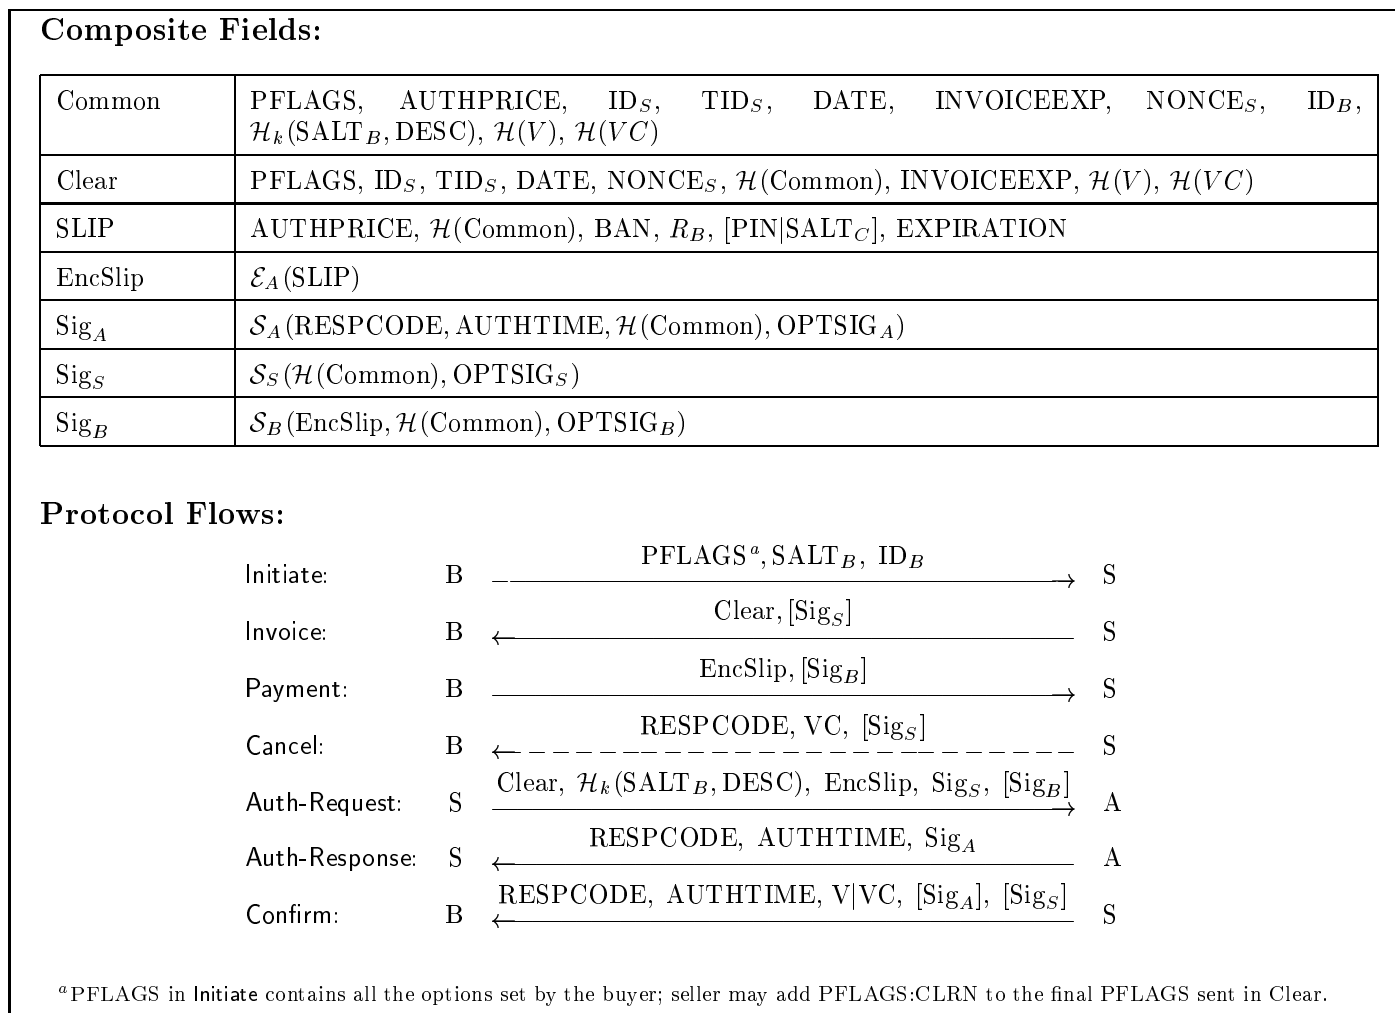 Composite Fields:
Common PFLAGS, AUTHPRICE, ID_S, TID_S, DATE, INVOICEEXP, NONCE_S, ID_B,
ℋ_k(SALT_B, DESC), ℋ(V), ℋ(VC)
Clear PFLAGS, ID_S, TID_S, DATE, NONCE_S, ℋ(Common), INVOICEEXP, ℋ(V), ℋ(VC)
SLIP AUTHPRICE, ℋ(Common), BAN, R_B, [PIN|SALT_C], EXPIRATION
EncSlip ℰ_A(SLIP)
Sig_A 𝒮_A(RESPCODE, AUTHTIME, ℋ(Common), OPTSIG_A)
Sig_S 𝒮_S(ℋ(Common), OPTSIG_S)
Sig_B 𝒮_B(EncSlip, ℋ(Common), OPTSIG_B)
Protocol Flows:
PFLAGS^a, SALT_B, ID_B
Initiate: B S
Clear, [Sig_S]
Invoice: B S
EncSlip, [Sig_B]
Payment: B S
RESPCODE, VC, [Sig_S]
Cancel: B S
Clear, ℋ_k(SALT_B, DESC), EncSlip, Sig_S, [Sig_B]
Auth-Request: S A
RESPCODE, AUTHTIME, Sig_A
Auth-Response: S A
RESPCODE, AUTHTIME, V|VC, [Sig_A], [Sig_S]
Confirm: B S
^a PFLAGS in Initiate contains all the options set by the buyer; seller may add PFLAGS:CLRN to the final PFLAGS sent in Clear.